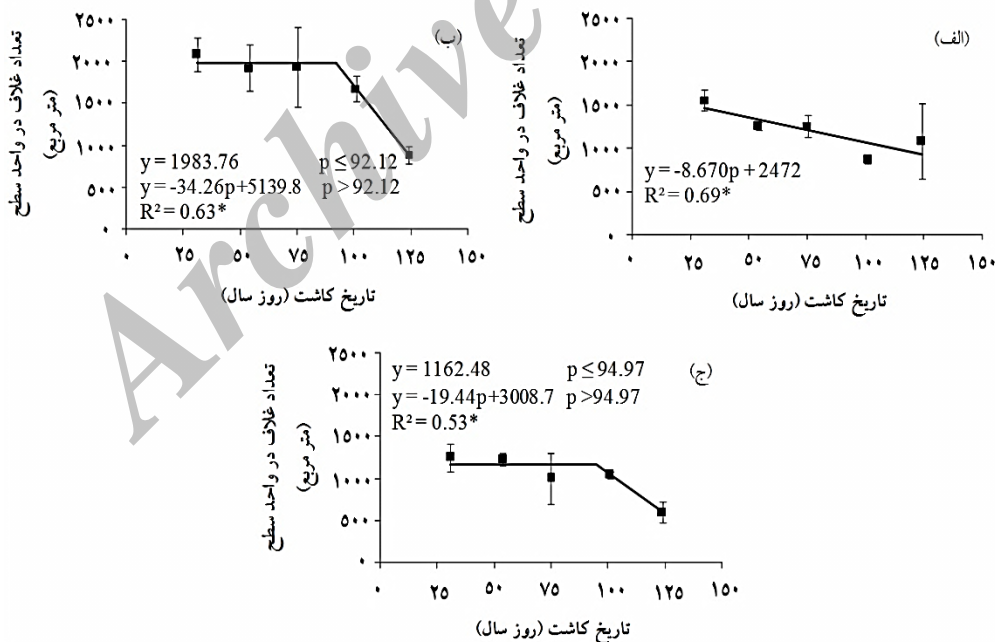 (الف)
تعداد غلاف در واحد سطح
(متر مربع)
۲۵۰۰
۲۰۰۰
۱۵۰۰
۱۰۰۰
۵۰۰
۰
y = -8.670p + 2472
R² = 0.69*
۰ ۲۵ ۵۰ ۷۵ ۱۰۰ ۱۲۵ ۱۵۰
تاریخ کاشت (روز سال)
(ب)
تعداد غلاف در واحد سطح
(متر مربع)
۲۵۰۰
۲۰۰۰
۱۵۰۰
۱۰۰۰
۵۰۰
۰
y = 1983.76 p ≤ 92.12
y = -34.26p+5139.8 p > 92.12
R² = 0.63*
۰ ۲۵ ۵۰ ۷۵ ۱۰۰ ۱۲۵ ۱۵۰
تاریخ کاشت (روز سال)
(ج)
تعداد غلاف در واحد سطح
(متر مربع)
۲۵۰۰
۲۰۰۰
۱۵۰۰
۱۰۰۰
۵۰۰
۰
y = 1162.48 p ≤ 94.97
y = -19.44p+3008.7 p >94.97
R² = 0.53*
۰ ۲۵ ۵۰ ۷۵ ۱۰۰ ۱۲۵ ۱۵۰
تاریخ کاشت (روز سال)
Archive